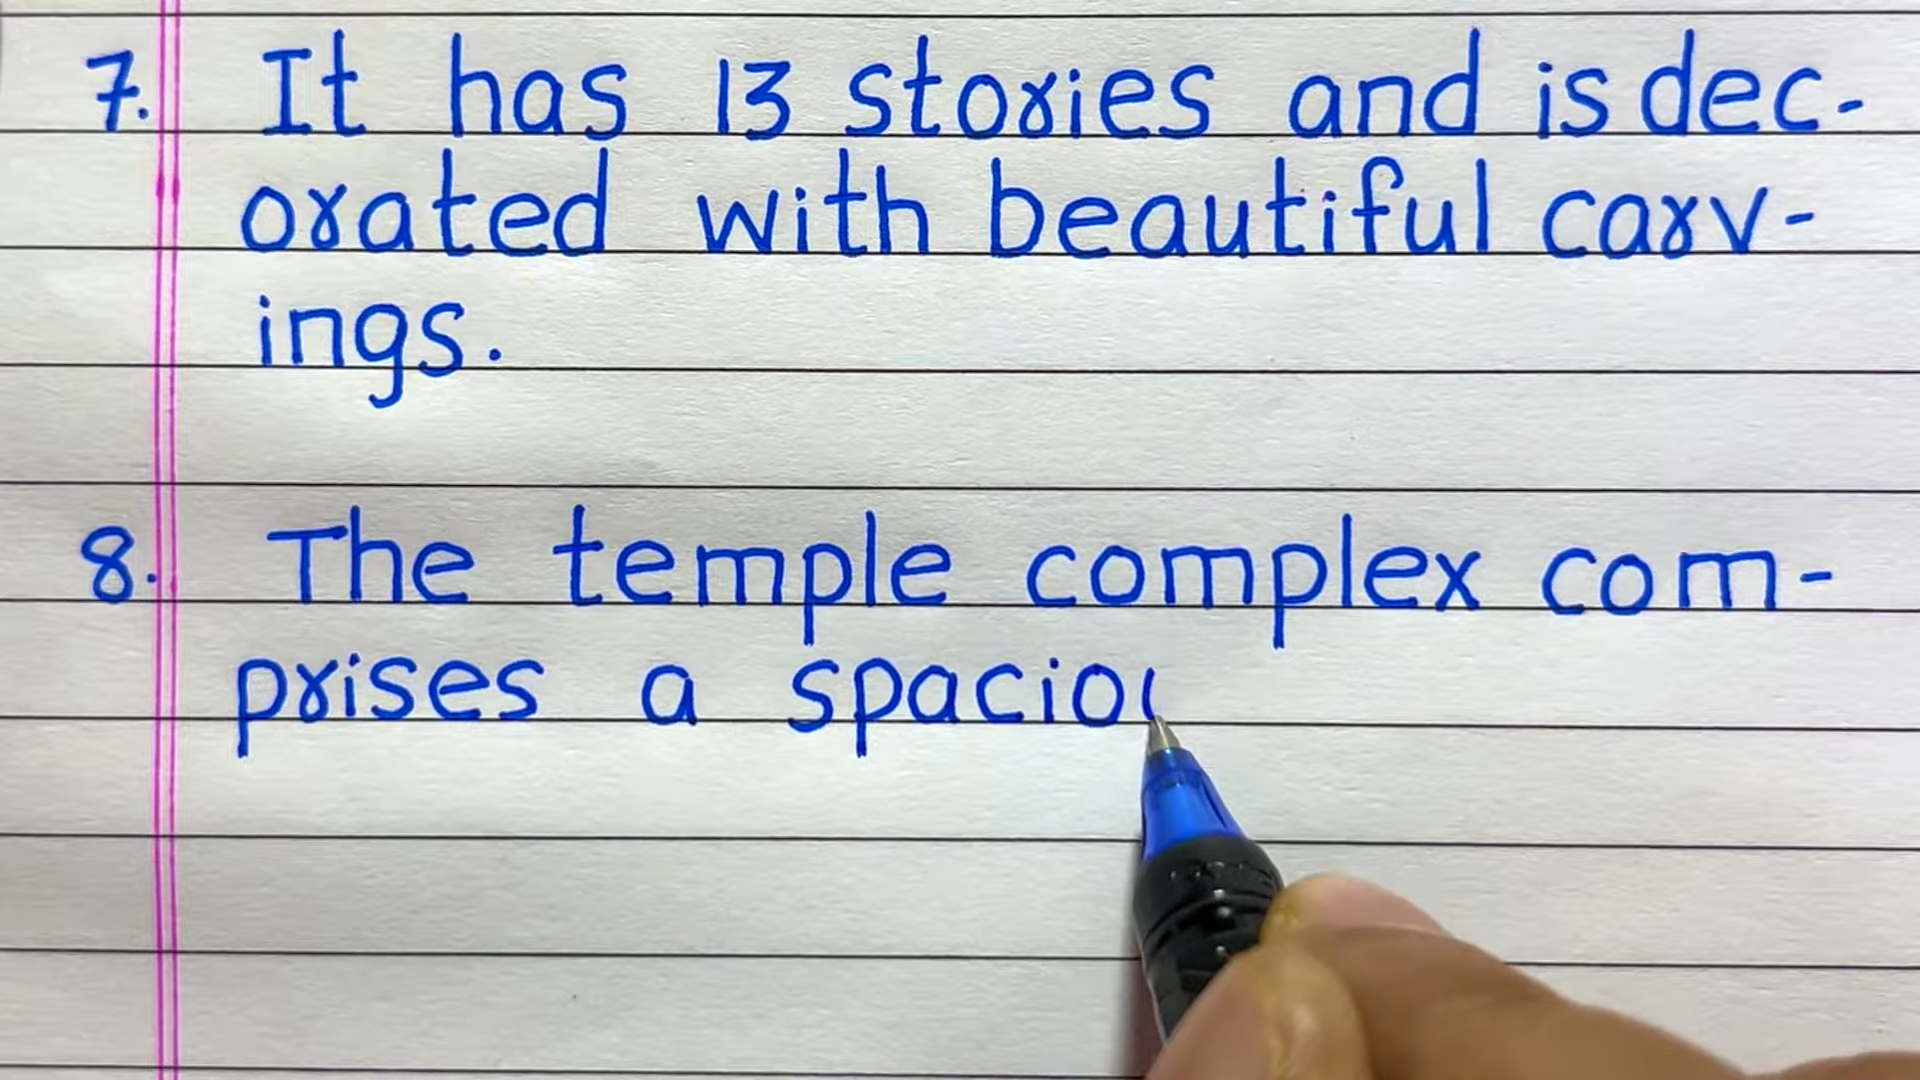 7. It has 13 stories and is dec-
orated with beautiful carv-
ings.
8. The temple complex com-
prises a spacio